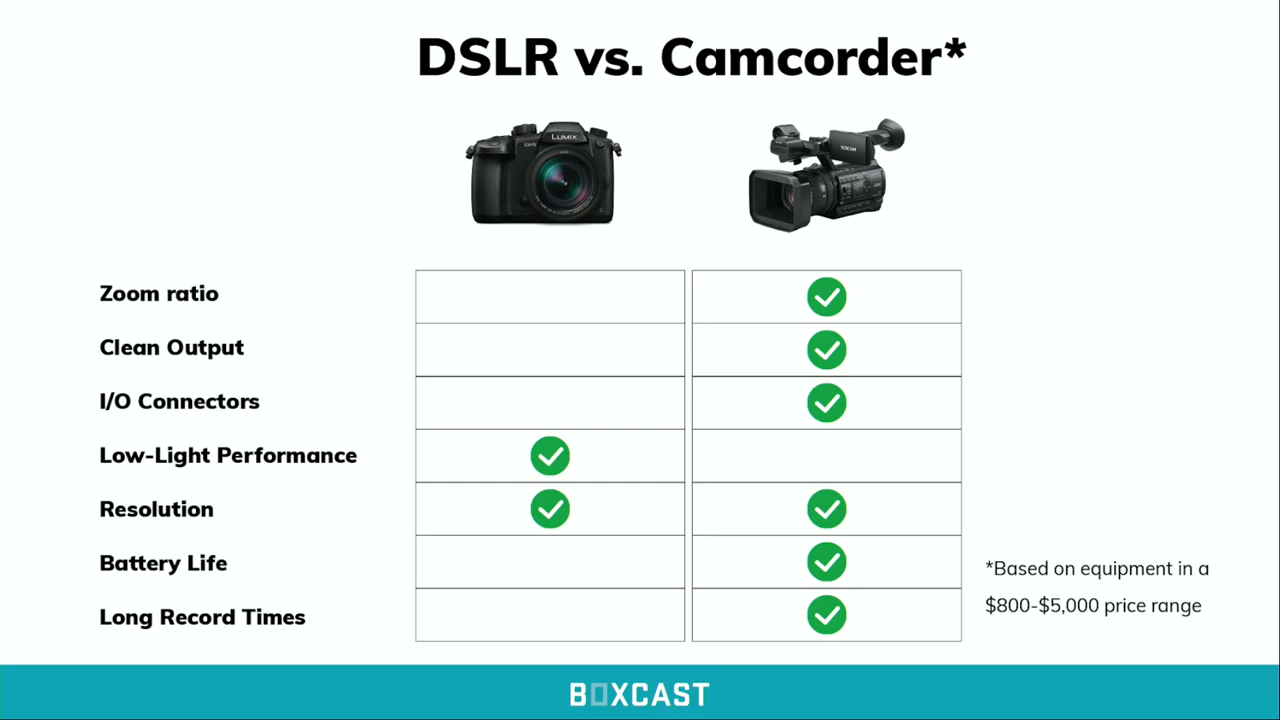 DSLR vs. Camcorder*
LUMIX
GH5
Zoom ratio
Clean Output
I/O Connectors
Low-Light Performance
Resolution
Battery Life
Long Record Times
*Based on equipment in a
$800-$5,000 price range
BOXCAST